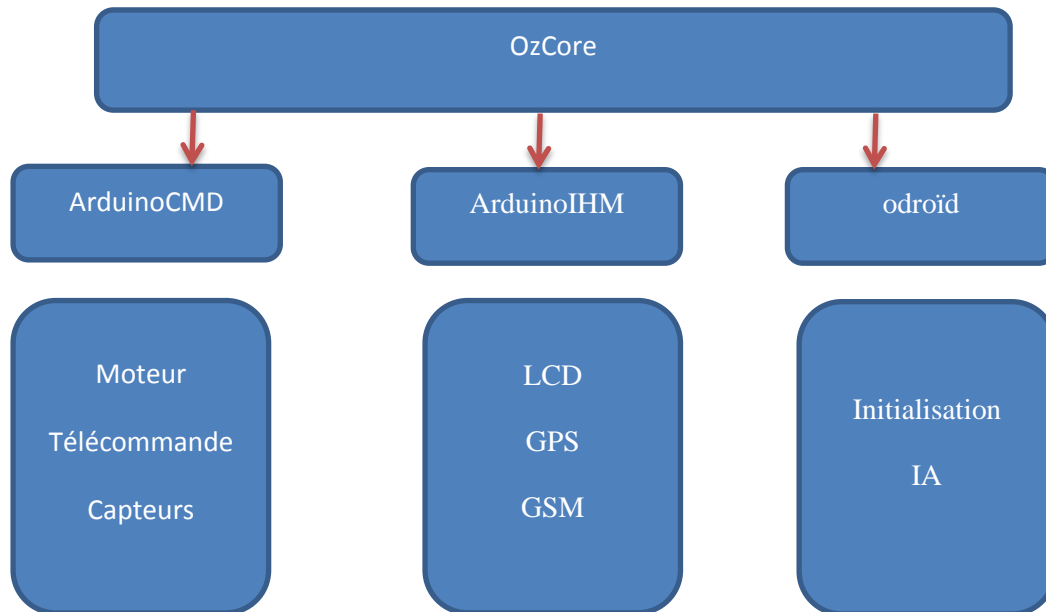 OzCore
ArduinoCMD
ArduinoIHM
odroïd
Moteur
Télécommande
Capteurs
LCD
GPS
GSM
Initialisation
IA